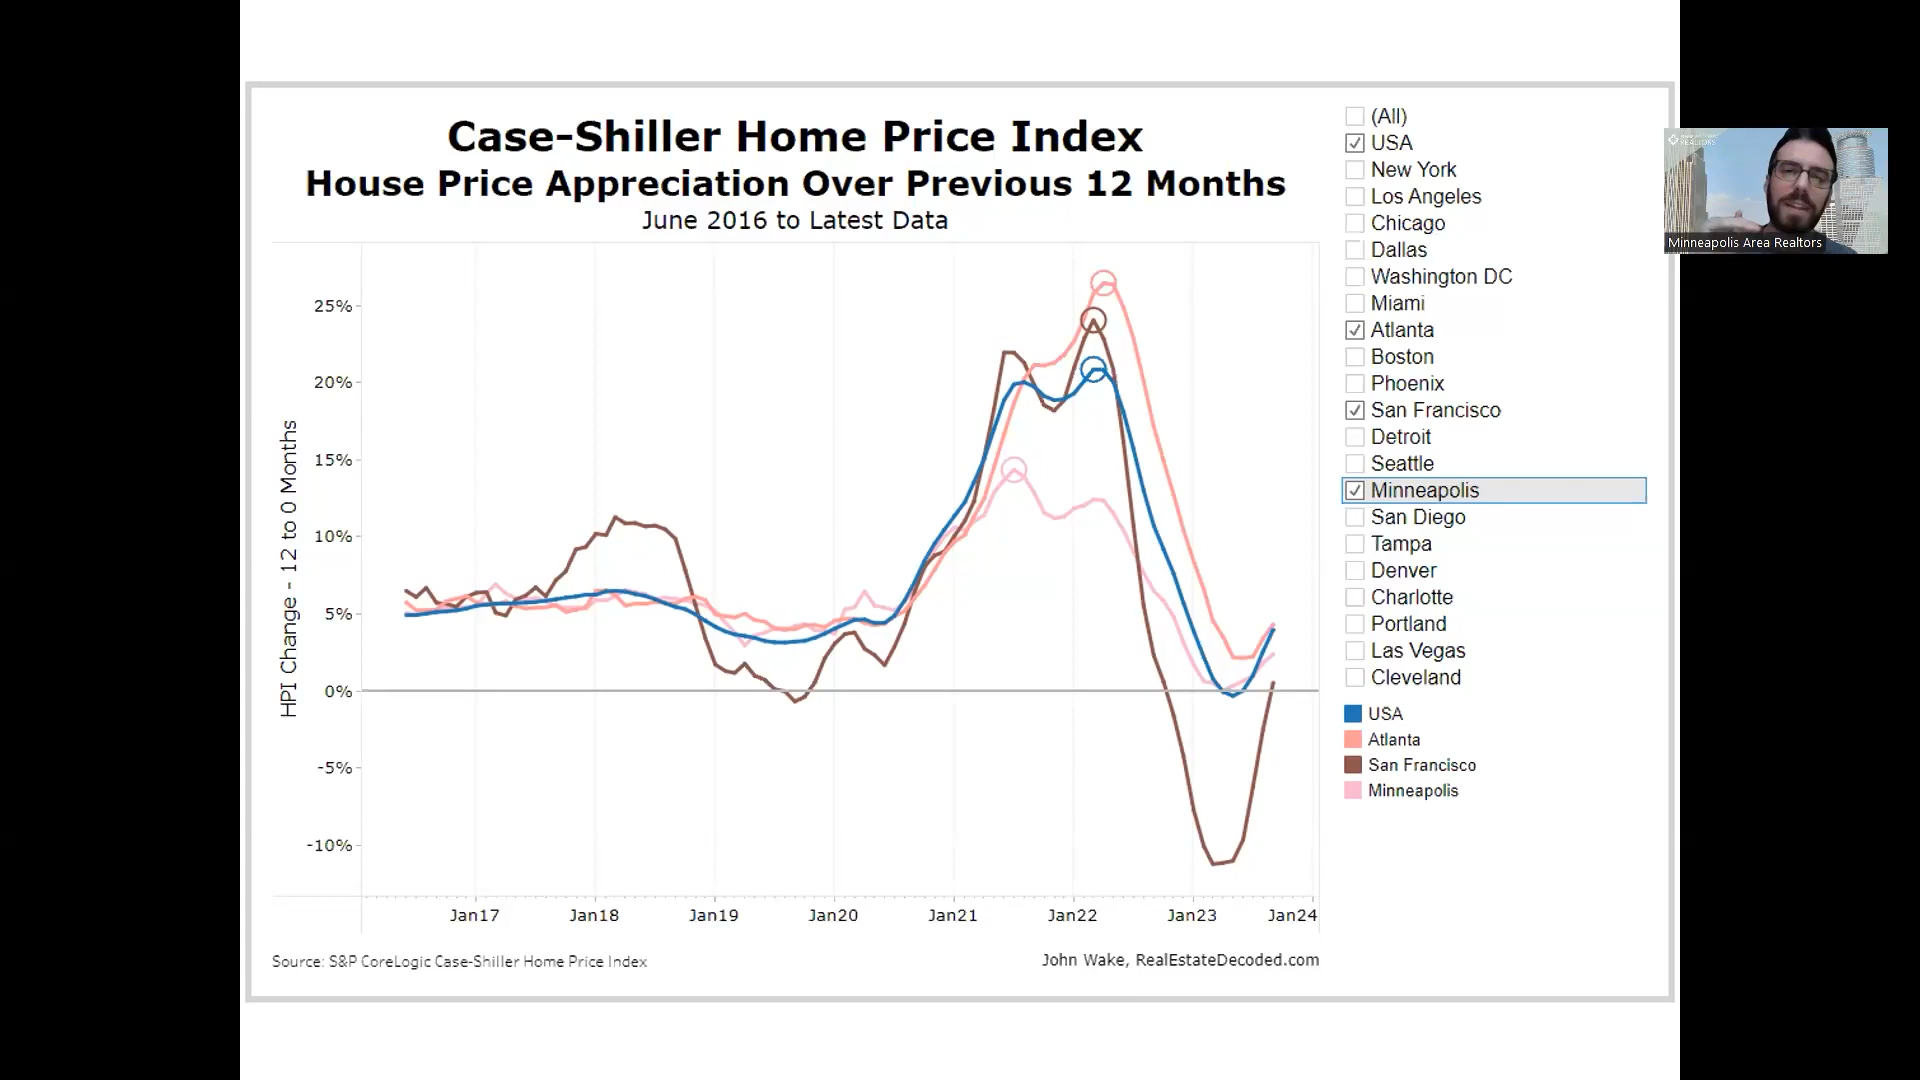 Case-Shiller Home Price Index
House Price Appreciation Over Previous 12 Months
June 2016 to Latest Data
HPI Change - 12 to 0 Months
25%
20%
15%
10%
5%
0%
-5%
-10%
Jan17
Jan18
Jan19
Jan20
Jan21
Jan22
Jan23
Jan24
Source: S&P CoreLogic Case-Shiller Home Price Index
John Wake, RealEstateDecoded.com
(All)
USA
New York
Los Angeles
Chicago
Dallas
Washington DC
Miami
Atlanta
Boston
Phoenix
San Francisco
Detroit
Seattle
Minneapolis
San Diego
Tampa
Denver
Charlotte
Portland
Las Vegas
Cleveland
USA
Atlanta
San Francisco
Minneapolis
REALTORS
Minneapolis Area Realtors